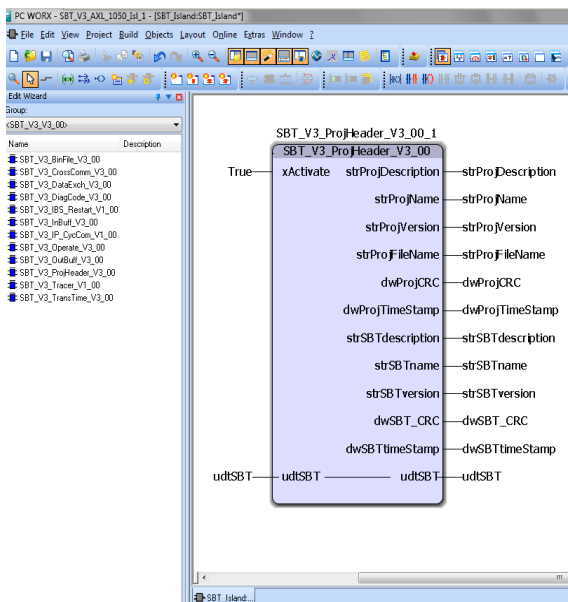 PC WORX - SBT_V3_AXL_1050_Isl_1 - [SBT_Island:SBT_Island*]
File Edit View Project Build Objects Layout Online Extras Window ?
Edit Wizard
Group:
<SBT_V3_V3_00>
Name Description
SBT_V3_BinFile_V3_00
SBT_V3_CrossComm_V3_00
SBT_V3_DataExch_V3_00
SBT_V3_DiagCode_V3_00
SBT_V3_IBS_Restart_V1_00
SBT_V3_InBuff_V3_00
SBT_V3_IP_CycCom_V1_00
SBT_V3_Operate_V3_00
SBT_V3_OutBuff_V3_00
SBT_V3_ProjHeader_V3_00
SBT_V3_Tracer_V1_00
SBT_V3_TransTime_V3_00
SBT_V3_ProjHeader_V3_00_1
SBT_V3_ProjHeader_V3_00
True xActivate strProjDescription strProjDescription
strProjName strProjName
strProjVersion strProjVersion
strProjFileName strProjFileName
dwProjCRC dwProjCRC
dwProjTimeStamp dwProjTimeStamp
strSBTdescription strSBTdescription
strSBTname strSBTname
strSBTversion strSBTversion
dwSBT_CRC dwSBT_CRC
dwSBTtimeStamp dwSBTtimeStamp
udtSBT udtSBT udtSBT udtSBT
SBT_Island:...